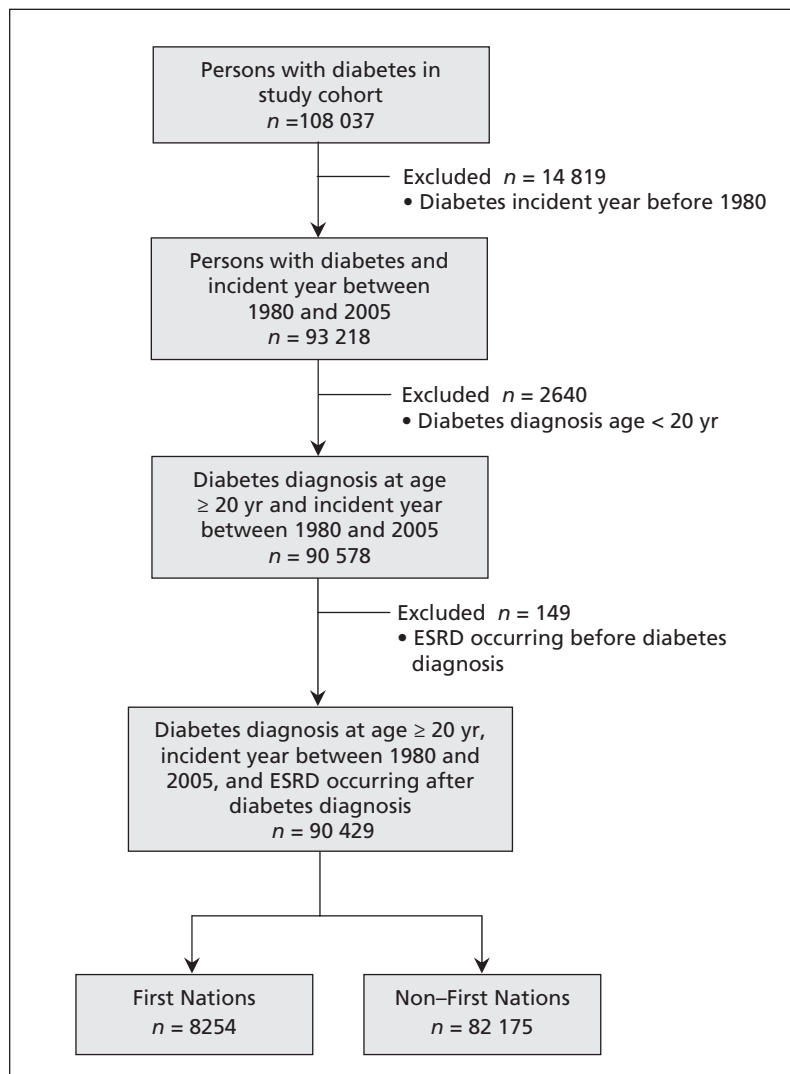 Persons with diabetes in
study cohort
n =108 037
Excluded n = 14 819
• Diabetes incident year before 1980
Persons with diabetes and
incident year between
1980 and 2005
n = 93 218
Excluded n = 2640
• Diabetes diagnosis age < 20 yr
Diabetes diagnosis at age
≥ 20 yr and incident year
between 1980 and 2005
n = 90 578
Excluded n = 149
• ESRD occurring before diabetes
diagnosis
Diabetes diagnosis at age ≥ 20 yr,
incident year between 1980 and
2005, and ESRD occurring after
diabetes diagnosis
n = 90 429
First Nations
n = 8254
Non–First Nations
n = 82 175